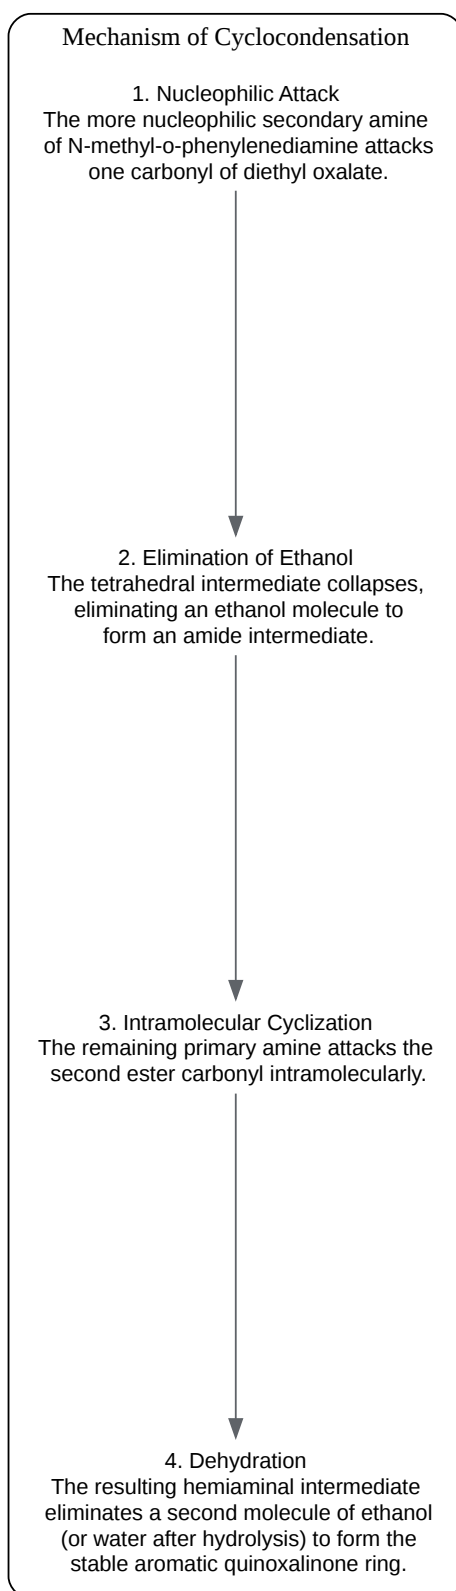 Mechanism of Cyclocondensation
1. Nucleophilic Attack
The more nucleophilic secondary amine
of N-methyl-o-phenylenediamine attacks
one carbonyl of diethyl oxalate.
2. Elimination of Ethanol
The tetrahedral intermediate collapses,
eliminating an ethanol molecule to
form an amide intermediate.
3. Intramolecular Cyclization
The remaining primary amine attacks the
second ester carbonyl intramolecularly.
4. Dehydration
The resulting hemiaminal intermediate
eliminates a second molecule of ethanol
(or water after hydrolysis) to form the
stable aromatic quinoxalinone ring.